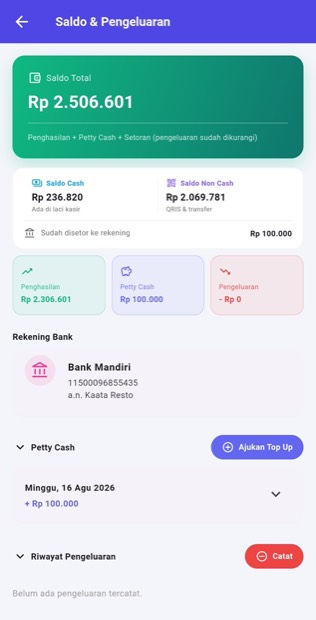 Saldo & Pengeluaran
Saldo Total
Rp 2.506.601
Penghasilan + Petty Cash + Setoran (pengeluaran sudah dikurangi)
Saldo Cash
Rp 236.820
Ada di laci kasir
Saldo Non Cash
Rp 2.069.781
QRIS & transfer
Sudah disetor ke rekening
Rp 100.000
Penghasilan
Rp 2.306.601
Petty Cash
Rp 100.000
Pengeluaran
- Rp 0
Rekening Bank
Bank Mandiri
11500096855435
a.n. Kaata Resto
Petty Cash
Ajukan Top Up
Minggu, 16 Agu 2026
+ Rp 100.000
Riwayat Pengeluaran
Catat
Belum ada pengeluaran tercatat.